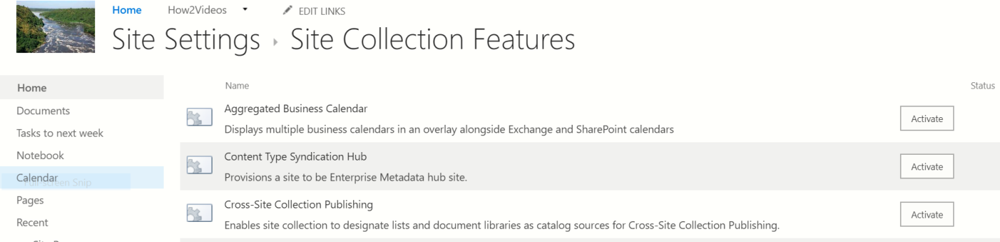 Home How2Videos EDIT LINKS
Site Settings Site Collection Features
Home
Documents
Tasks to next week
Notebook
Calendar
Full-screen Snip
Pages
Recent
Name Status
Aggregated Business Calendar
Displays multiple business calendars in an overlay alongside Exchange and SharePoint calendars
Activate
Content Type Syndication Hub
Provisions a site to be Enterprise Metadata hub site.
Activate
Cross-Site Collection Publishing
Enables site collection to designate lists and document libraries as catalog sources for Cross-Site Collection Publishing.
Activate